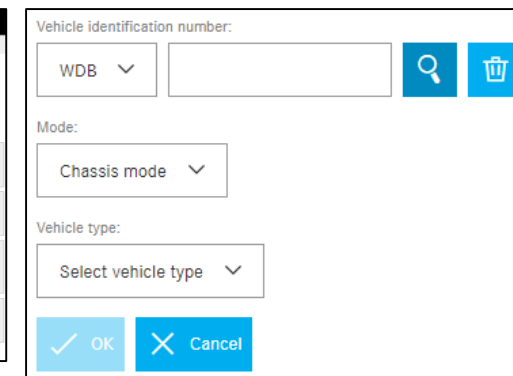 Vehicle identification number:
WDB
Mode:
Chassis mode
Vehicle type:
Select vehicle type
OK
Cancel